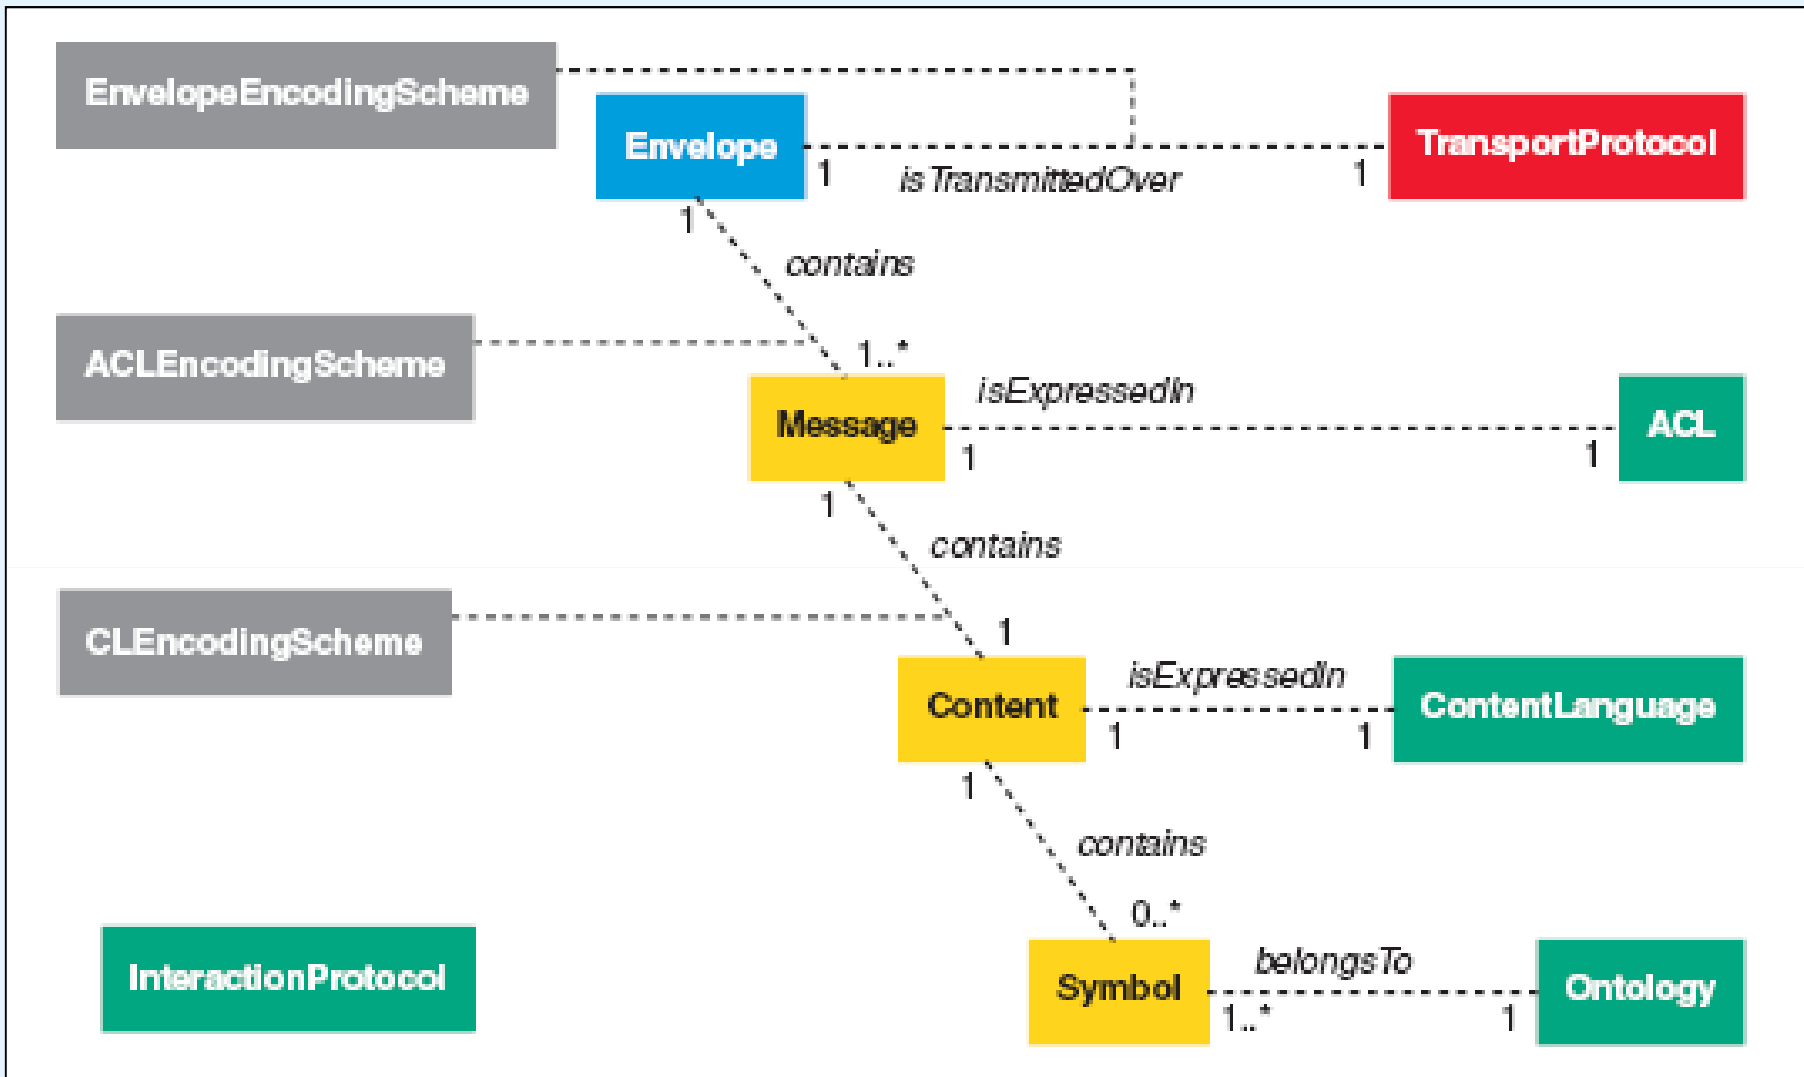 EnvelopeEncodingScheme
Envelope
TransportProtocol
1
isTransmittedOver
1
1
contains
ACLEncodingScheme
1..*
Message
isExpressedIn
ACL
1
1
1
contains
CLEncodingScheme
1
Content
isExpressedIn
ContentLanguage
1
1
1
contains
0..*
InteractionProtocol
Symbol
belongsTo
Ontology
1..*
1